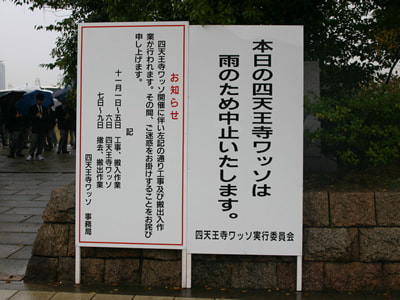 本日の四天王寺ワッソは
雨のため中止いたします。
四天王寺ワッソ実行委員会
お知らせ
四天王寺ワッソ開催に伴い左記の通り工事及び搬出入作
業が行われます。その間、ご迷惑をお掛けすることをお詫び
申し上げます。
記
十一月一日～五日 工事、搬入作業
六日 四天王寺ワッソ
七日～九日 撤去、搬出作業
四天王寺ワッソ 事務局